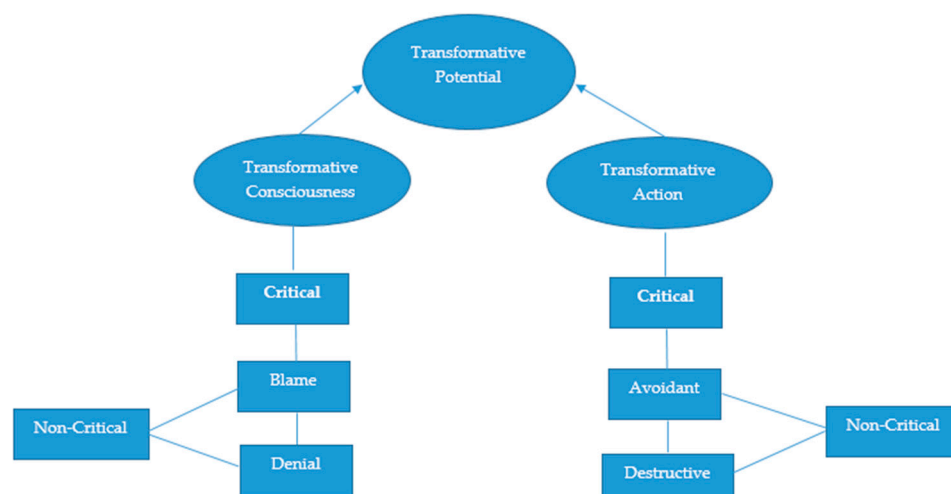 Transformative
Potential
Transformative
Consciousness
Transformative
Action
Critical
Critical
Blame
Avoidant
Non-Critical
Non-Critical
Denial
Destructive